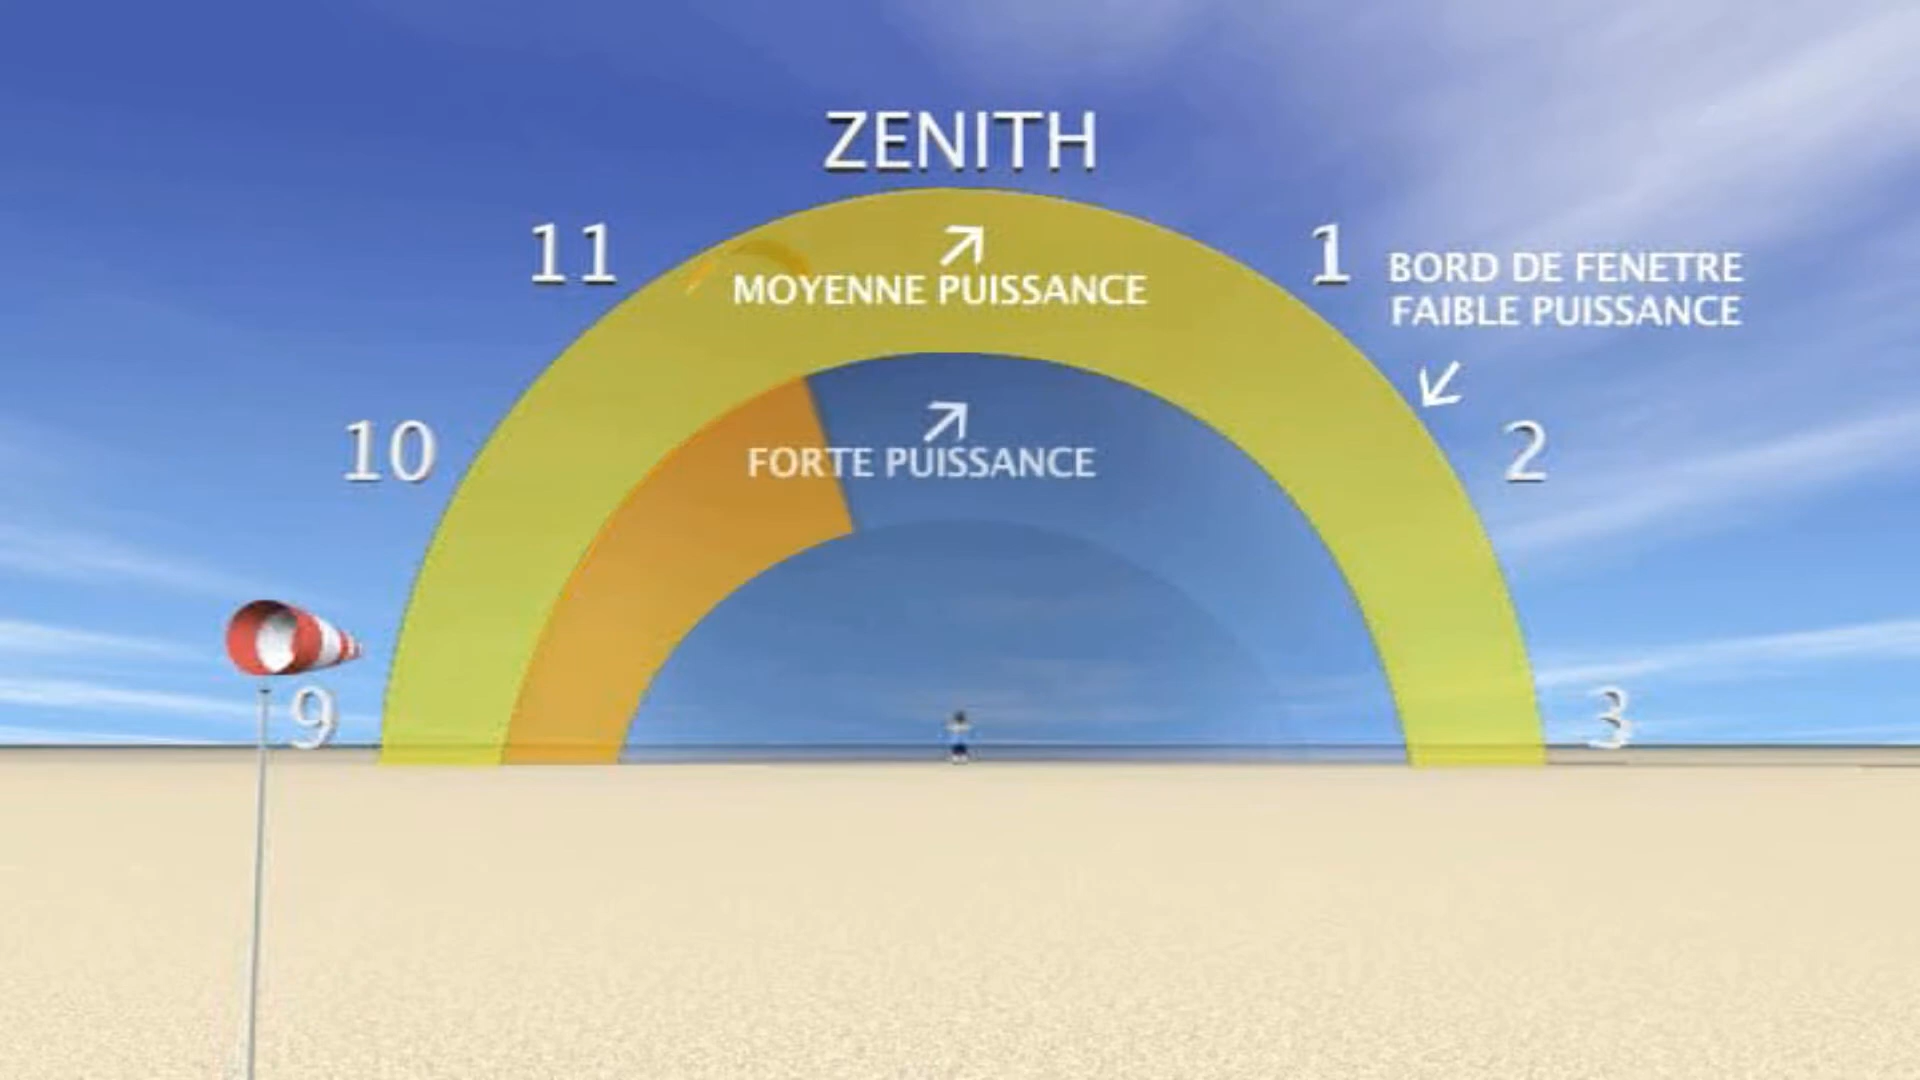 ZENITH
11
1
BORD DE FENETRE
FAIBLE PUISSANCE
MOYENNE PUISSANCE
10
2
FORTE PUISSANCE
9
3